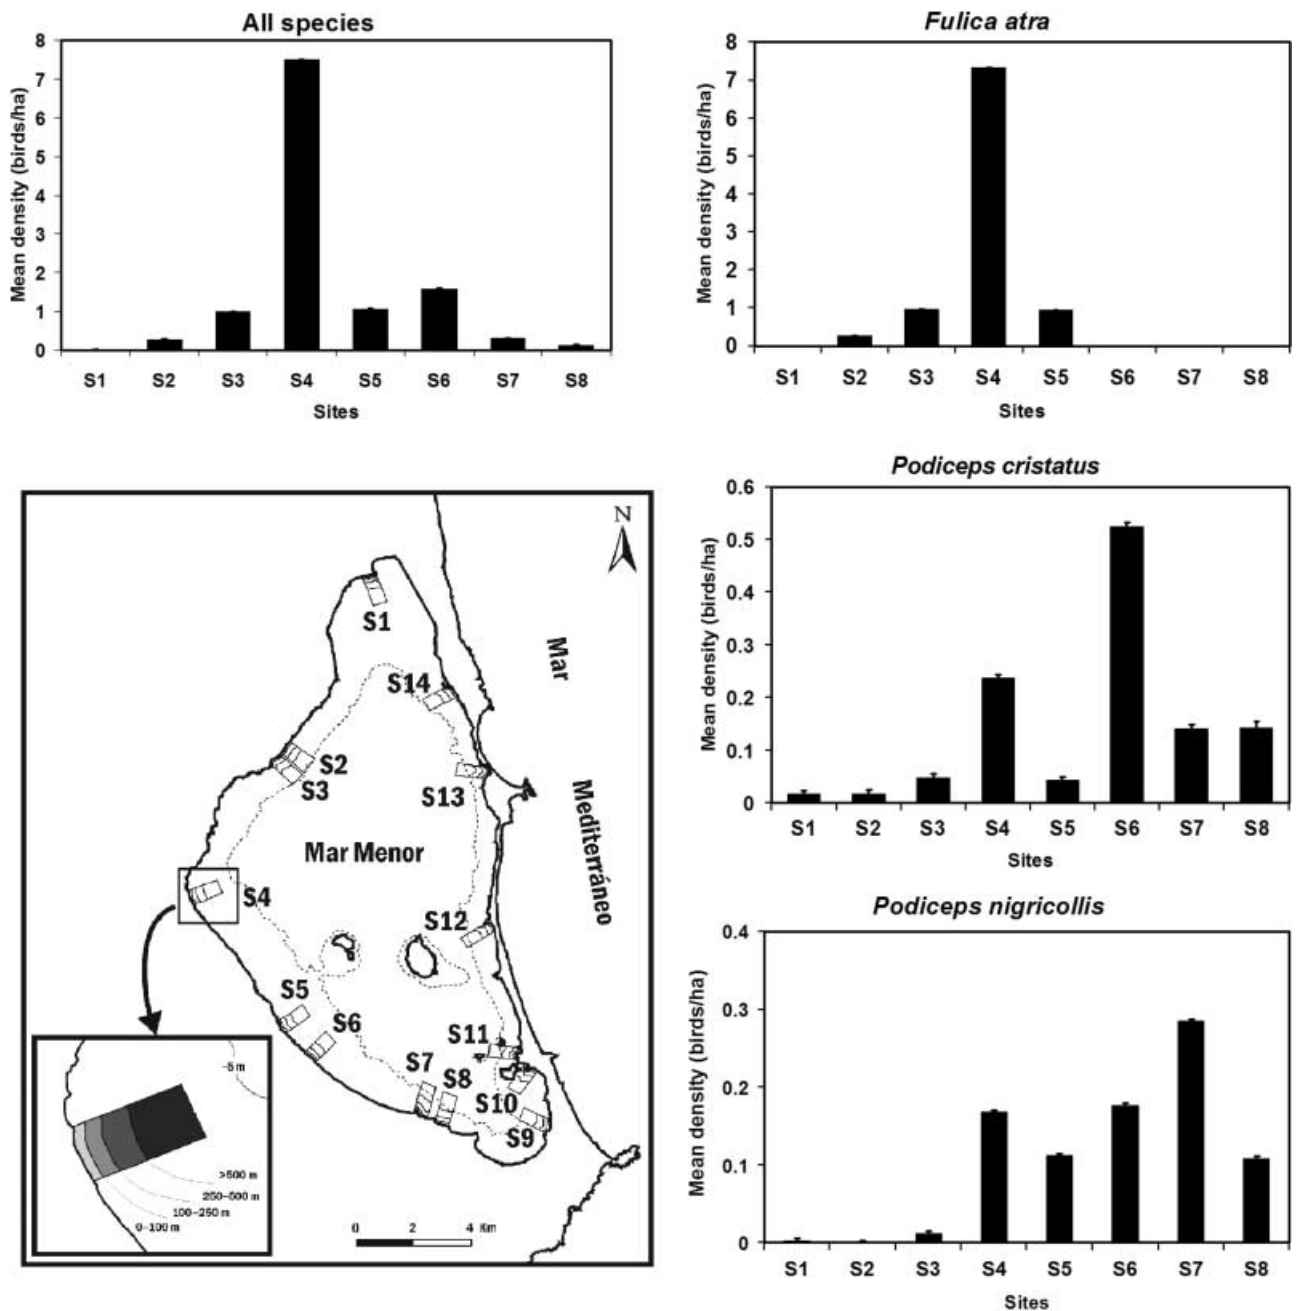 All species
Mean density (birds/ha)
8
7
6
5
4
3
2
1
0
S1 S2 S3 S4 S5 S6 S7 S8
Sites
Fulica atra
Mean density (birds/ha)
8
7
6
5
4
3
2
1
0
S1 S2 S3 S4 S5 S6 S7 S8
Sites
Podiceps cristatus
Mean density (birds/ha)
0.6
0.5
0.4
0.3
0.2
0.1
0
S1 S2 S3 S4 S5 S6 S7 S8
Sites
Podiceps nigricollis
Mean density (birds/ha)
0.4
0.3
0.2
0.1
0
S1 S2 S3 S4 S5 S6 S7 S8
Sites
N
S1
Mar
S14
S2
S3
S13
Mediterráneo
Mar Menor
S4
S12
S5
S6
S11
S7
S8
S10
S9
-5 m
>500 m
250-500 m
100-250 m
0-100 m
0 2 4 Km